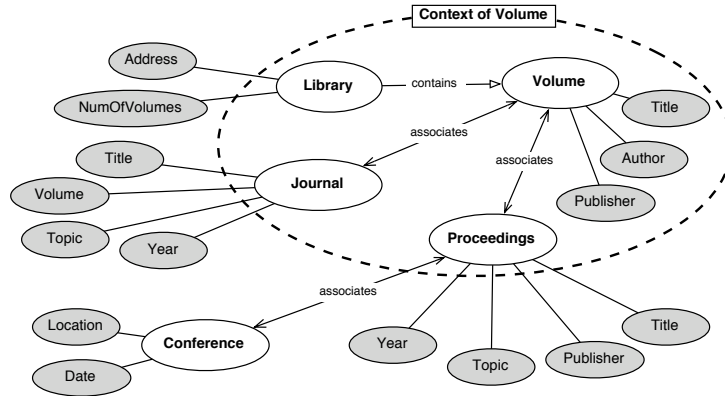 Context of Volume
Address
Library
contains
Volume
NumOfVolumes
Title
associates
Title
associates
Author
Volume
Journal
Publisher
Topic
Year
Proceedings
associates
Location
Conference
Year
Title
Topic
Publisher
Date